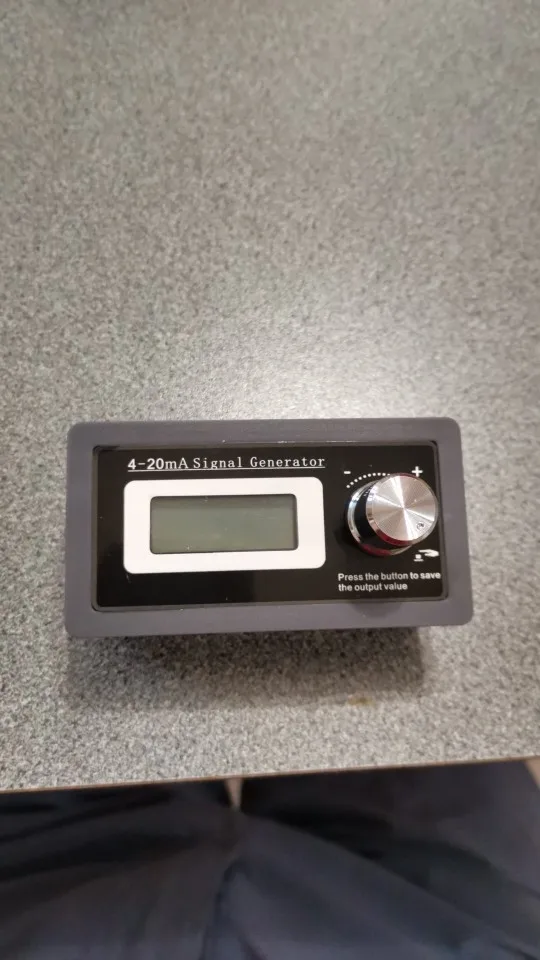 4-20mA Signal Generator
- +
Press the button to save
the output value